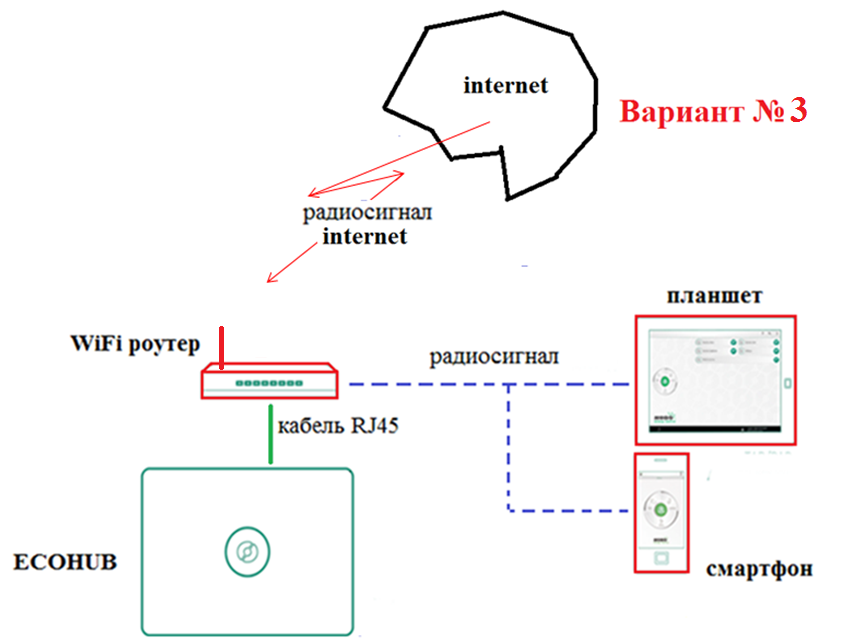 internet
Вариант № 3
радиосигнал
internet
планшет
WiFi роутер
радиосигнал
кабель RJ45
ECOHUB
смартфон